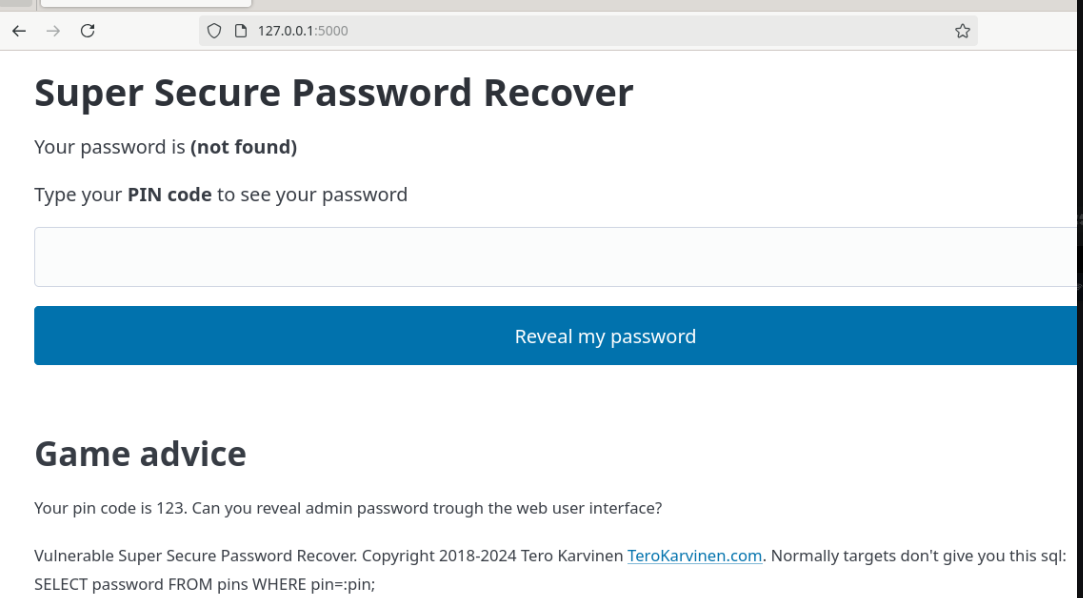 127.0.0.1:5000
Super Secure Password Recover
Your password is (not found)
Type your PIN code to see your password
Reveal my password
Game advice
Your pin code is 123. Can you reveal admin password trough the web user interface?
Vulnerable Super Secure Password Recover. Copyright 2018-2024 Tero Karvinen TeroKarvinen.com. Normally targets don't give you this sql:
SELECT password FROM pins WHERE pin=:pin;